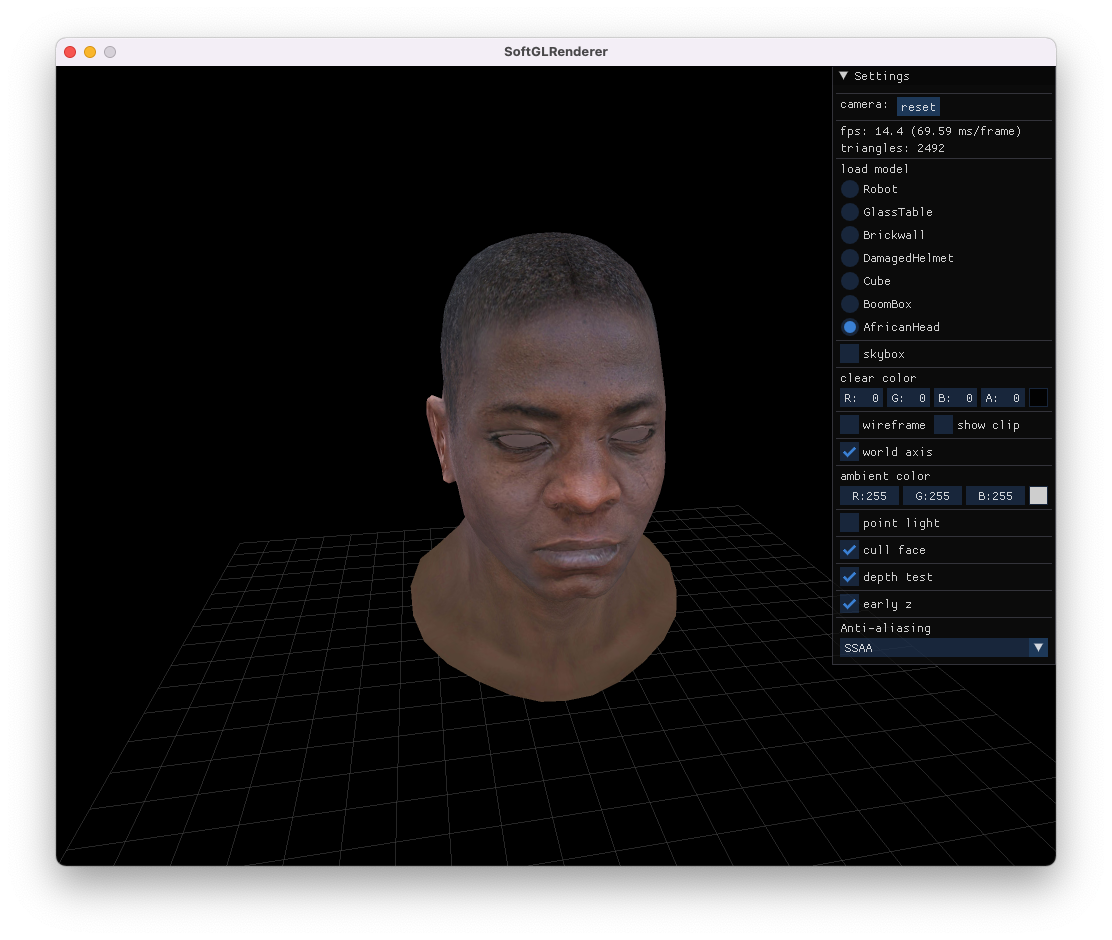 SoftGLRenderer
Settings
camera: reset
fps: 14.4 (69.59 ms/frame)
triangles: 2492
load model
Robot
GlassTable
Brickwall
DamagedHelmet
Cube
BoomBox
AfricanHead
skybox
clear color
R: 0 G: 0 B: 0 A: 0
wireframe show clip
world axis
ambient color
R:255 G:255 B:255
point light
cull face
depth test
early z
Anti-aliasing
SSAA